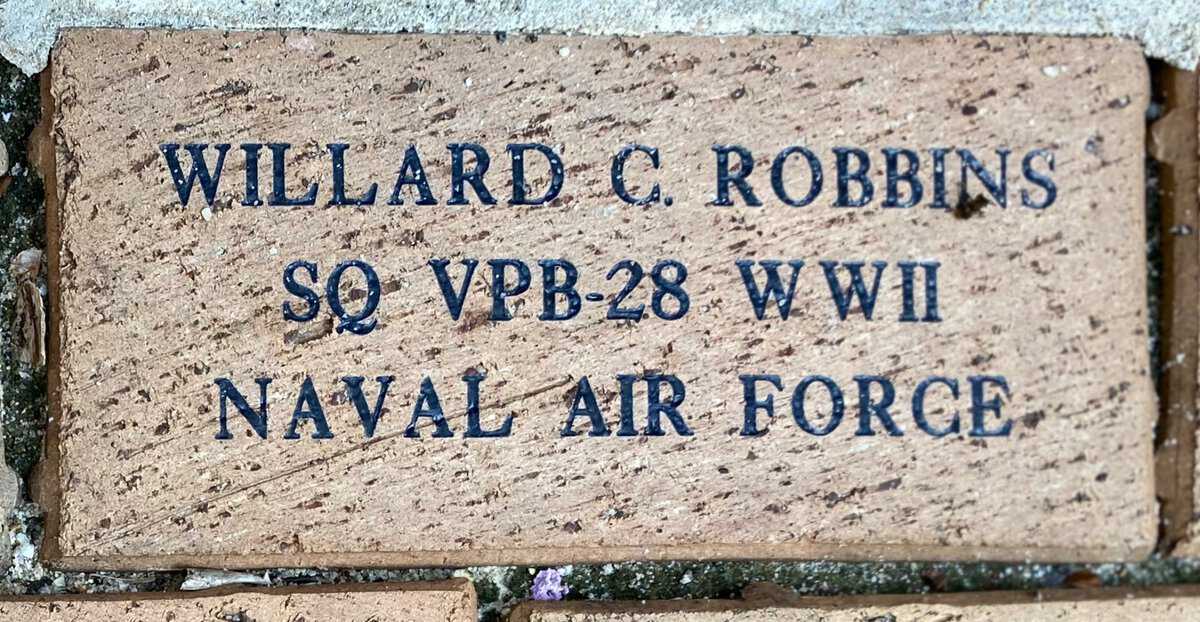 WILLARD C. ROBBINS
SQ VPB-28 WWII
NAVAL AIR FORCE